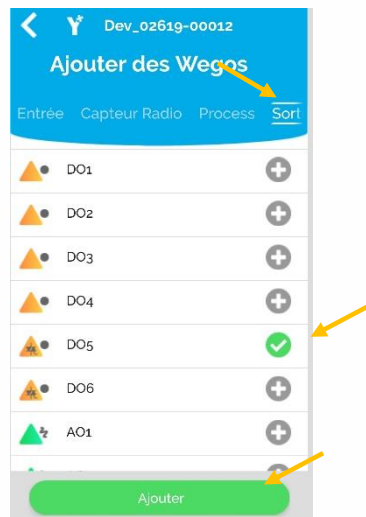 Dev_02619-00012
Ajouter des Wegos
Entrée Capteur Radio Process Sort
DO1
DO2
DO3
DO4
DO5
DO6
AO1
Ajouter